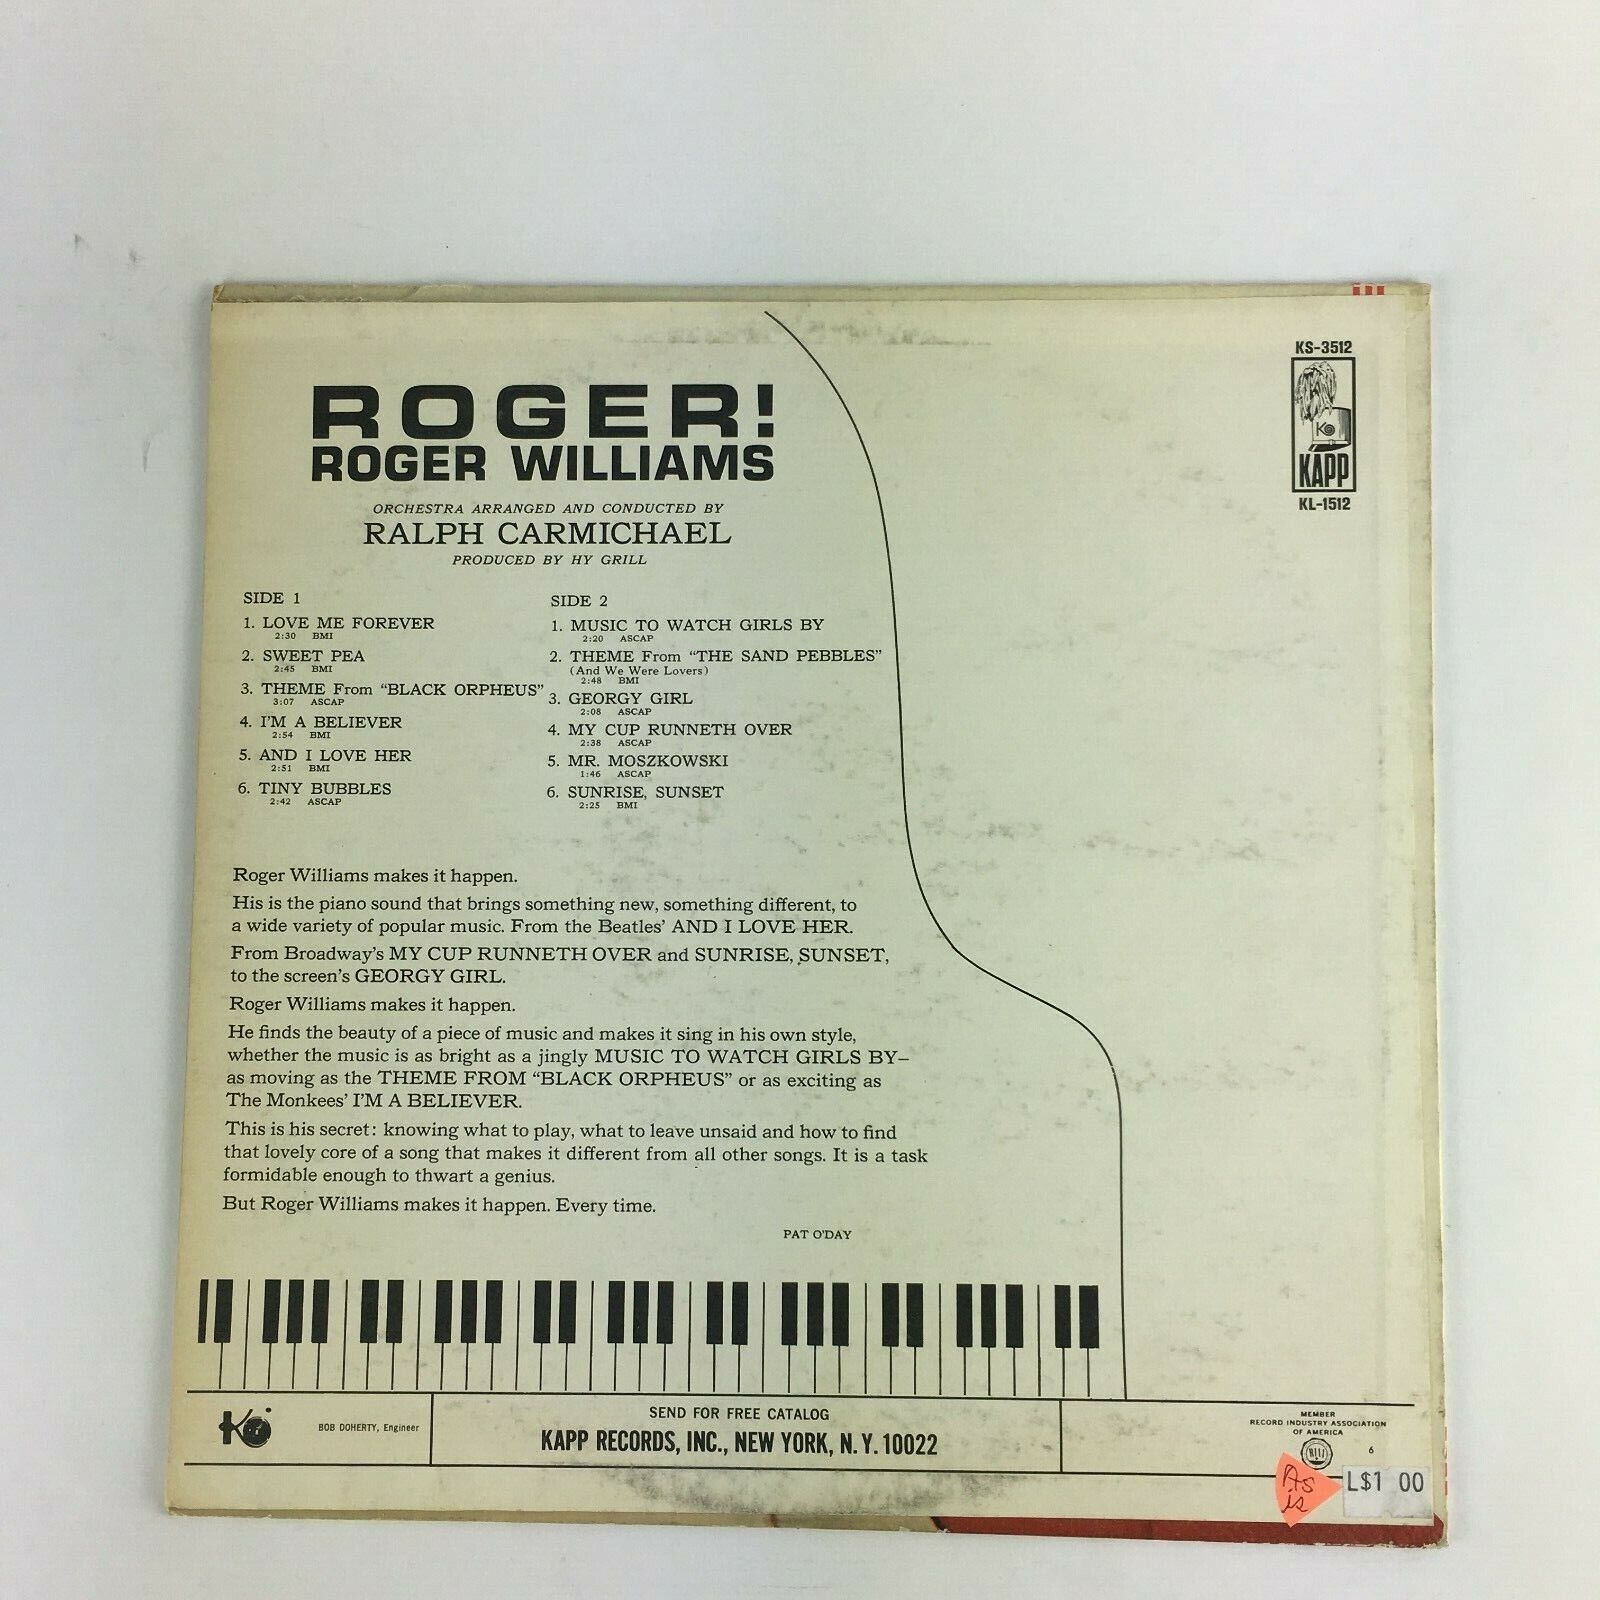 KS-3512
K
KAPP
KL-1512
ROGER!
ROGER WILLIAMS
ORCHESTRA ARRANGED AND CONDUCTED BY
RALPH CARMICHAEL
PRODUCED BY HY GRILL
SIDE 1
1. LOVE ME FOREVER
2:30 BMI
2. SWEET PEA
2:45 BMI
3. THEME From “BLACK ORPHEUS”
3:07 ASCAP
4. I'M A BELIEVER
2:54 BMI
5. AND I LOVE HER
2:51 BMI
6. TINY BUBBLES
2:42 ASCAP
SIDE 2
1. MUSIC TO WATCH GIRLS BY
2:20 ASCAP
2. THEME From “THE SAND PEBBLES”
(And We Were Lovers)
2:48 BMI
3. GEORGY GIRL
2:08 ASCAP
4. MY CUP RUNNETH OVER
2:38 ASCAP
5. MR. MOSZKOWSKI
1:46 ASCAP
6. SUNRISE, SUNSET
2:25 BMI
Roger Williams makes it happen.
His is the piano sound that brings something new, something different, to
a wide variety of popular music. From the Beatles' AND I LOVE HER.
From Broadway's MY CUP RUNNETH OVER and SUNRISE, SUNSET,
to the screen's GEORGY GIRL.
Roger Williams makes it happen.
He finds the beauty of a piece of music and makes it sing in his own style,
whether the music is as bright as a jingly MUSIC TO WATCH GIRLS BY–
as moving as the THEME FROM “BLACK ORPHEUS” or as exciting as
The Monkees' I'M A BELIEVER.
This is his secret: knowing what to play, what to leave unsaid and how to find
that lovely core of a song that makes it different from all other songs. It is a task
formidable enough to thwart a genius.
But Roger Williams makes it happen. Every time.
PAT O'DAY
K
BOB DOHERTY, Engineer
SEND FOR FREE CATALOG
KAPP RECORDS, INC., NEW YORK, N. Y. 10022
MEMBER
RECORD INDUSTRY ASSOCIATION
OF AMERICA
6
As
is
L$1 00